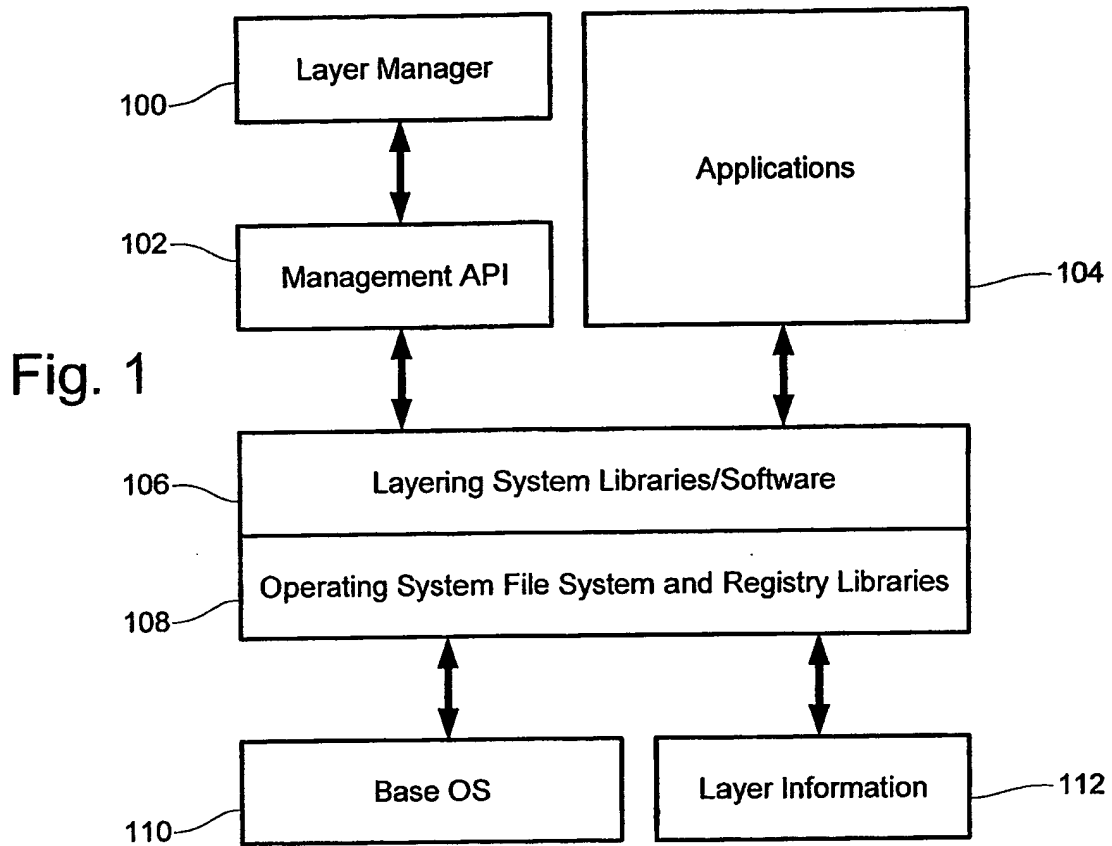 Layer Manager
100
Applications
102
Management API
104
Fig. 1
106
Layering System Libraries/Software
Operating System File System and Registry Libraries
108
Base OS
110
Layer Information
112